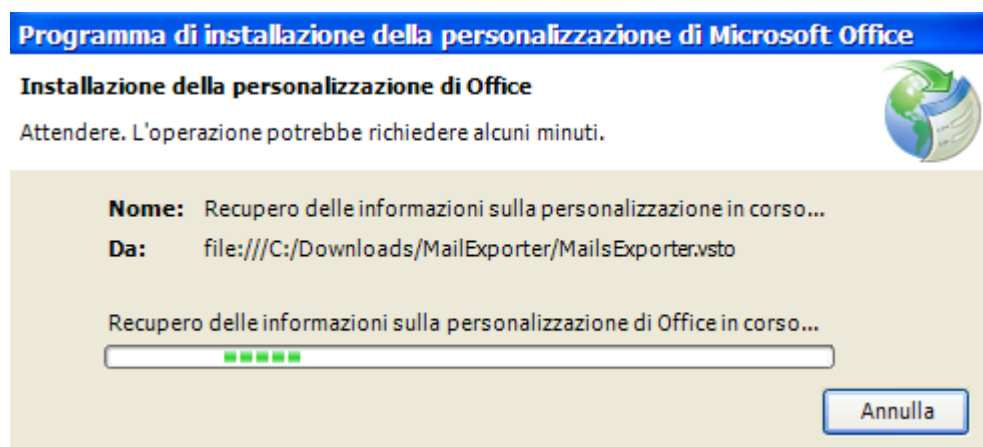 Programma di installazione della personalizzazione di Microsoft Office
Installazione della personalizzazione di Office
Attendere. L'operazione potrebbe richiedere alcuni minuti.
Nome: Recupero delle informazioni sulla personalizzazione in corso...
Da: file:///C:/Downloads/MailExporter/MailsExporter.vsto
Recupero delle informazioni sulla personalizzazione di Office in corso...
Annulla